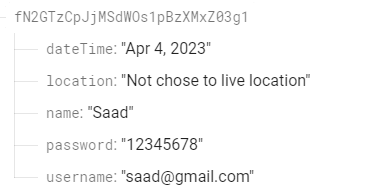 fN2GTzCpJjMSdWOs1pBzXMxZ03g1
dateTime: "Apr 4, 2023"
location: "Not chose to live location"
name: "Saad"
password: "12345678"
username: "saad@gmail.com"